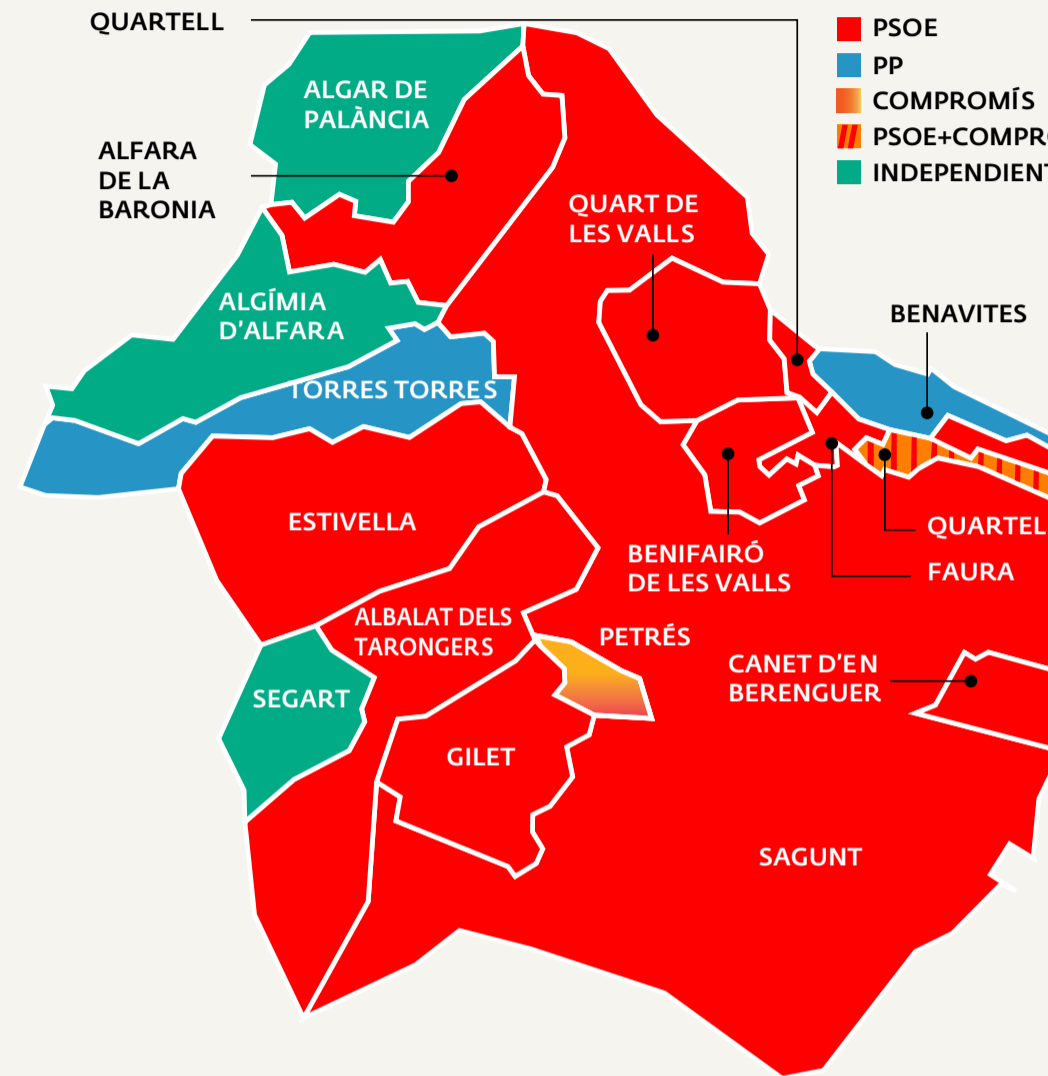 QUARTELL
PSOE
PP
COMPROMÍS
PSOE+COMPRO
INDEPENDIENT
ALGAR DE
PALÀNCIA
ALFARA
DE LA
BARONIA
QUART DE
LES VALLS
ALGÍMIA
D'ALFARA
BENAVITES
TORRES TORRES
ESTIVELLA
QUARTEL
BENIFAIRÓ
DE LES VALLS
FAURA
ALBALAT DELS
TARONGERS
PETRÉS
CANET D'EN
BERENGUER
SEGART
GILET
SAGUNT